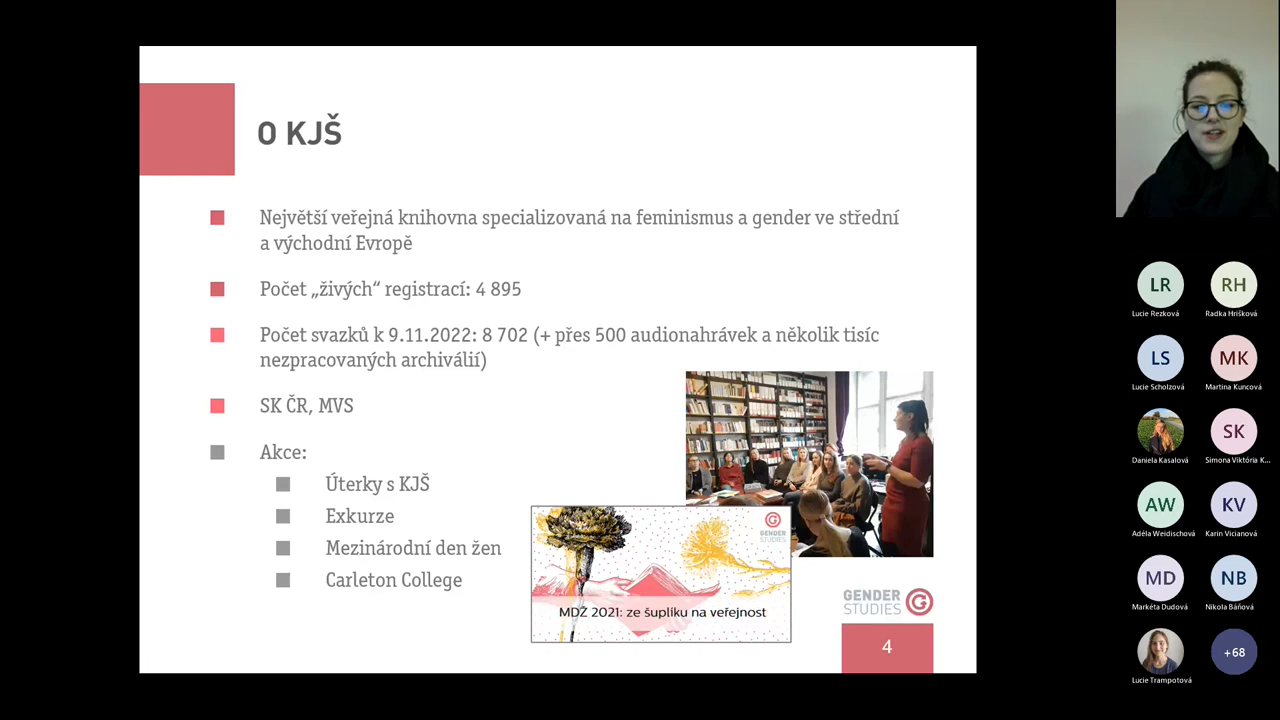 O KJŠ
Největší veřejná knihovna specializovaná na feminismus a gender ve střední
a východní Evropě
Počet „živých“ registrací: 4 895
Počet svazků k 9.11.2022: 8 702 (+ přes 500 audionahrávek a několik tisíc
nezpracovaných archiválií)
SK ČR, MVS
Akce:
Úterky s KJŠ
Exkurze
Mezinárodní den žen
Carleton College
G
GENDER
STUDIES
MDŽ 2021: ze šuplíku na veřejnost
GENDER
STUDIES
G
4
LR
RH
Lucie Rezková
Radka Hrišková
LS
MK
Lucie Scholzová
Martina Kuncová
SK
Daniela Kasalová
Simona Viktória K...
AW
KV
Adéla Weidischová
Karin Vicianová
MD
NB
Markéta Dudová
Nikola Báňová
+68
Lucie Trampotová